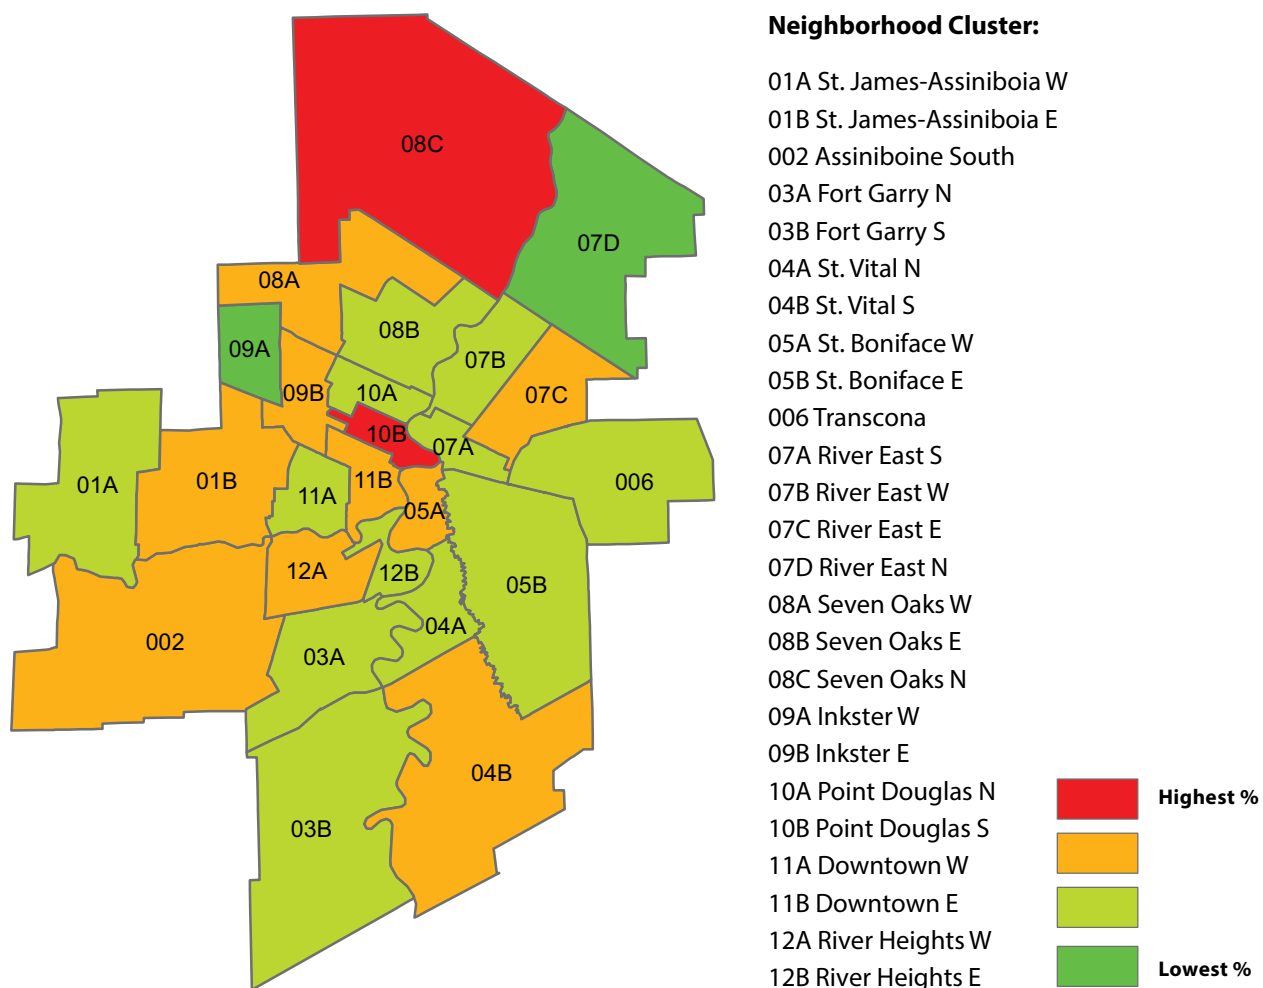 Neighborhood Cluster:
01A St. James-Assiniboia W
01B St. James-Assiniboia E
002 Assiniboine South
03A Fort Garry N
03B Fort Garry S
04A St. Vital N
04B St. Vital S
05A St. Boniface W
05B St. Boniface E
006 Transcona
07A River East S
07B River East W
07C River East E
07D River East N
08A Seven Oaks W
08B Seven Oaks E
08C Seven Oaks N
09A Inkster W
09B Inkster E
10A Point Douglas N
10B Point Douglas S
11A Downtown W
11B Downtown E
12A River Heights W
12B River Heights E
Highest %
Lowest %
08C
07D
08A
08B
09A
07B
09B
10A
07C
10B
07A
01A
01B
11A
11B
006
05A
12A
12B
05B
002
03A
04A
04B
03B